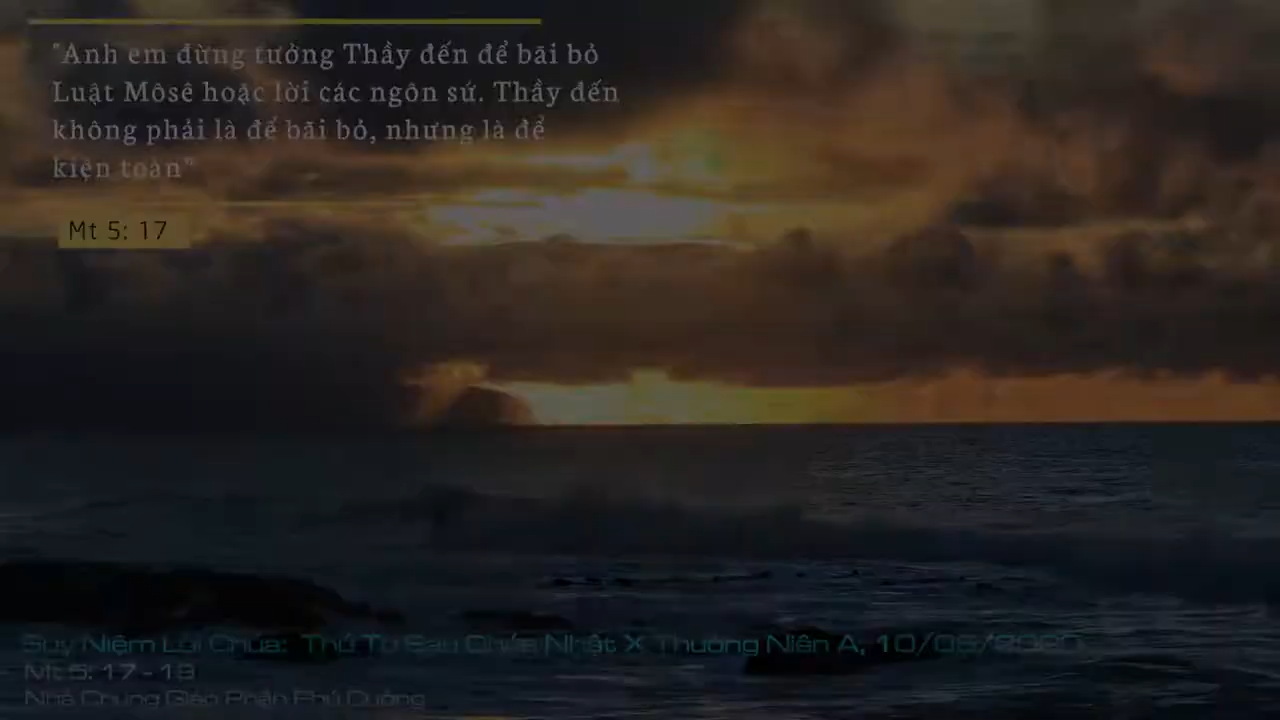 "Anh em đừng tưởng Thầy đến để bãi bỏ
Luật Môsê hoặc lời các ngôn sứ. Thầy đến
không phải là để bãi bỏ, nhưng là để
kiện toàn"
Mt 5: 17
Suy Niệm Lời Chúa: Thứ Tư Sau Chúa Nhật X Thường Niên A, 10/06/2020
Mt 5: 17 - 19
Nhà Chung Giáo Phận Phú Cường